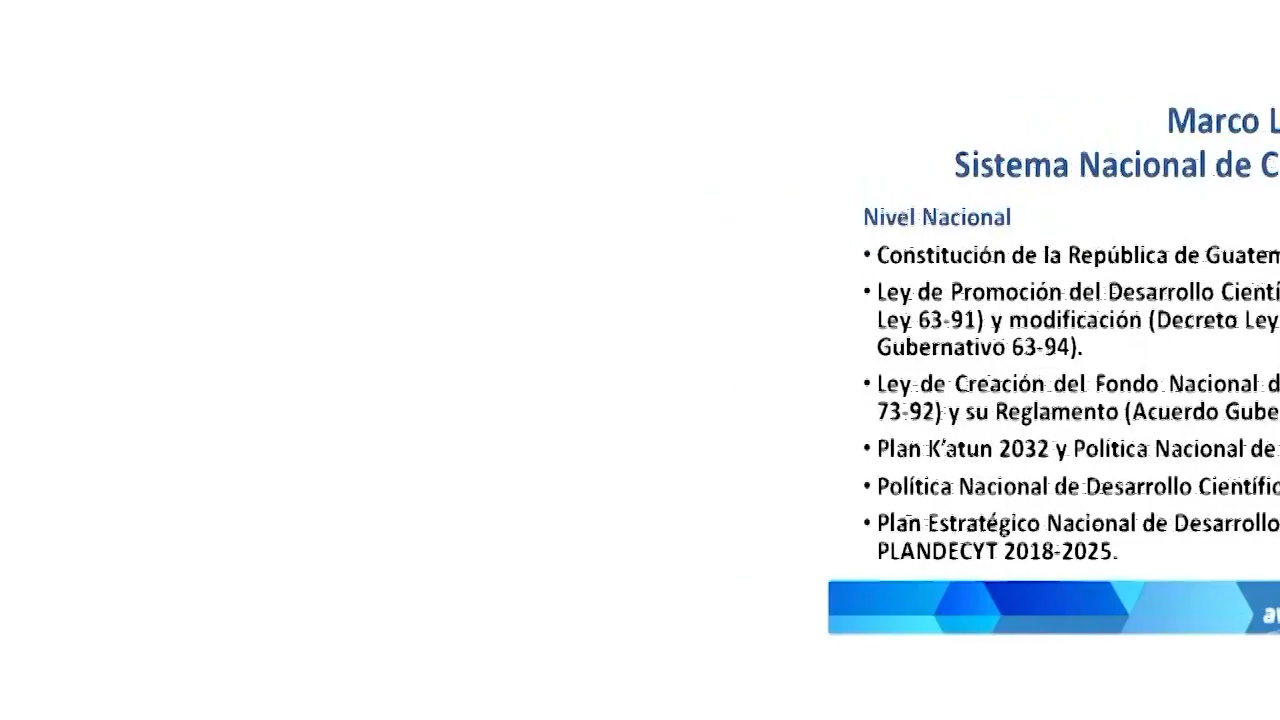 Marco L
Sistema Nacional de C
Nivel Nacional
• Constitución de la República de Guatem
• Ley de Promoción del Desarrollo Cientí
Ley 63-91) y modificación (Decreto Ley
Gubernativo 63-94).
• Ley de Creación del Fondo Nacional d
73-92) y su Reglamento (Acuerdo Gube
• Plan K’atun 2032 y Política Nacional de
• Política Nacional de Desarrollo Científic
• Plan Estratégico Nacional de Desarrollo
PLANDECYT 2018-2025.